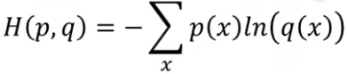 H(p,q) = −∑ₓ p(x)ln(q(x))